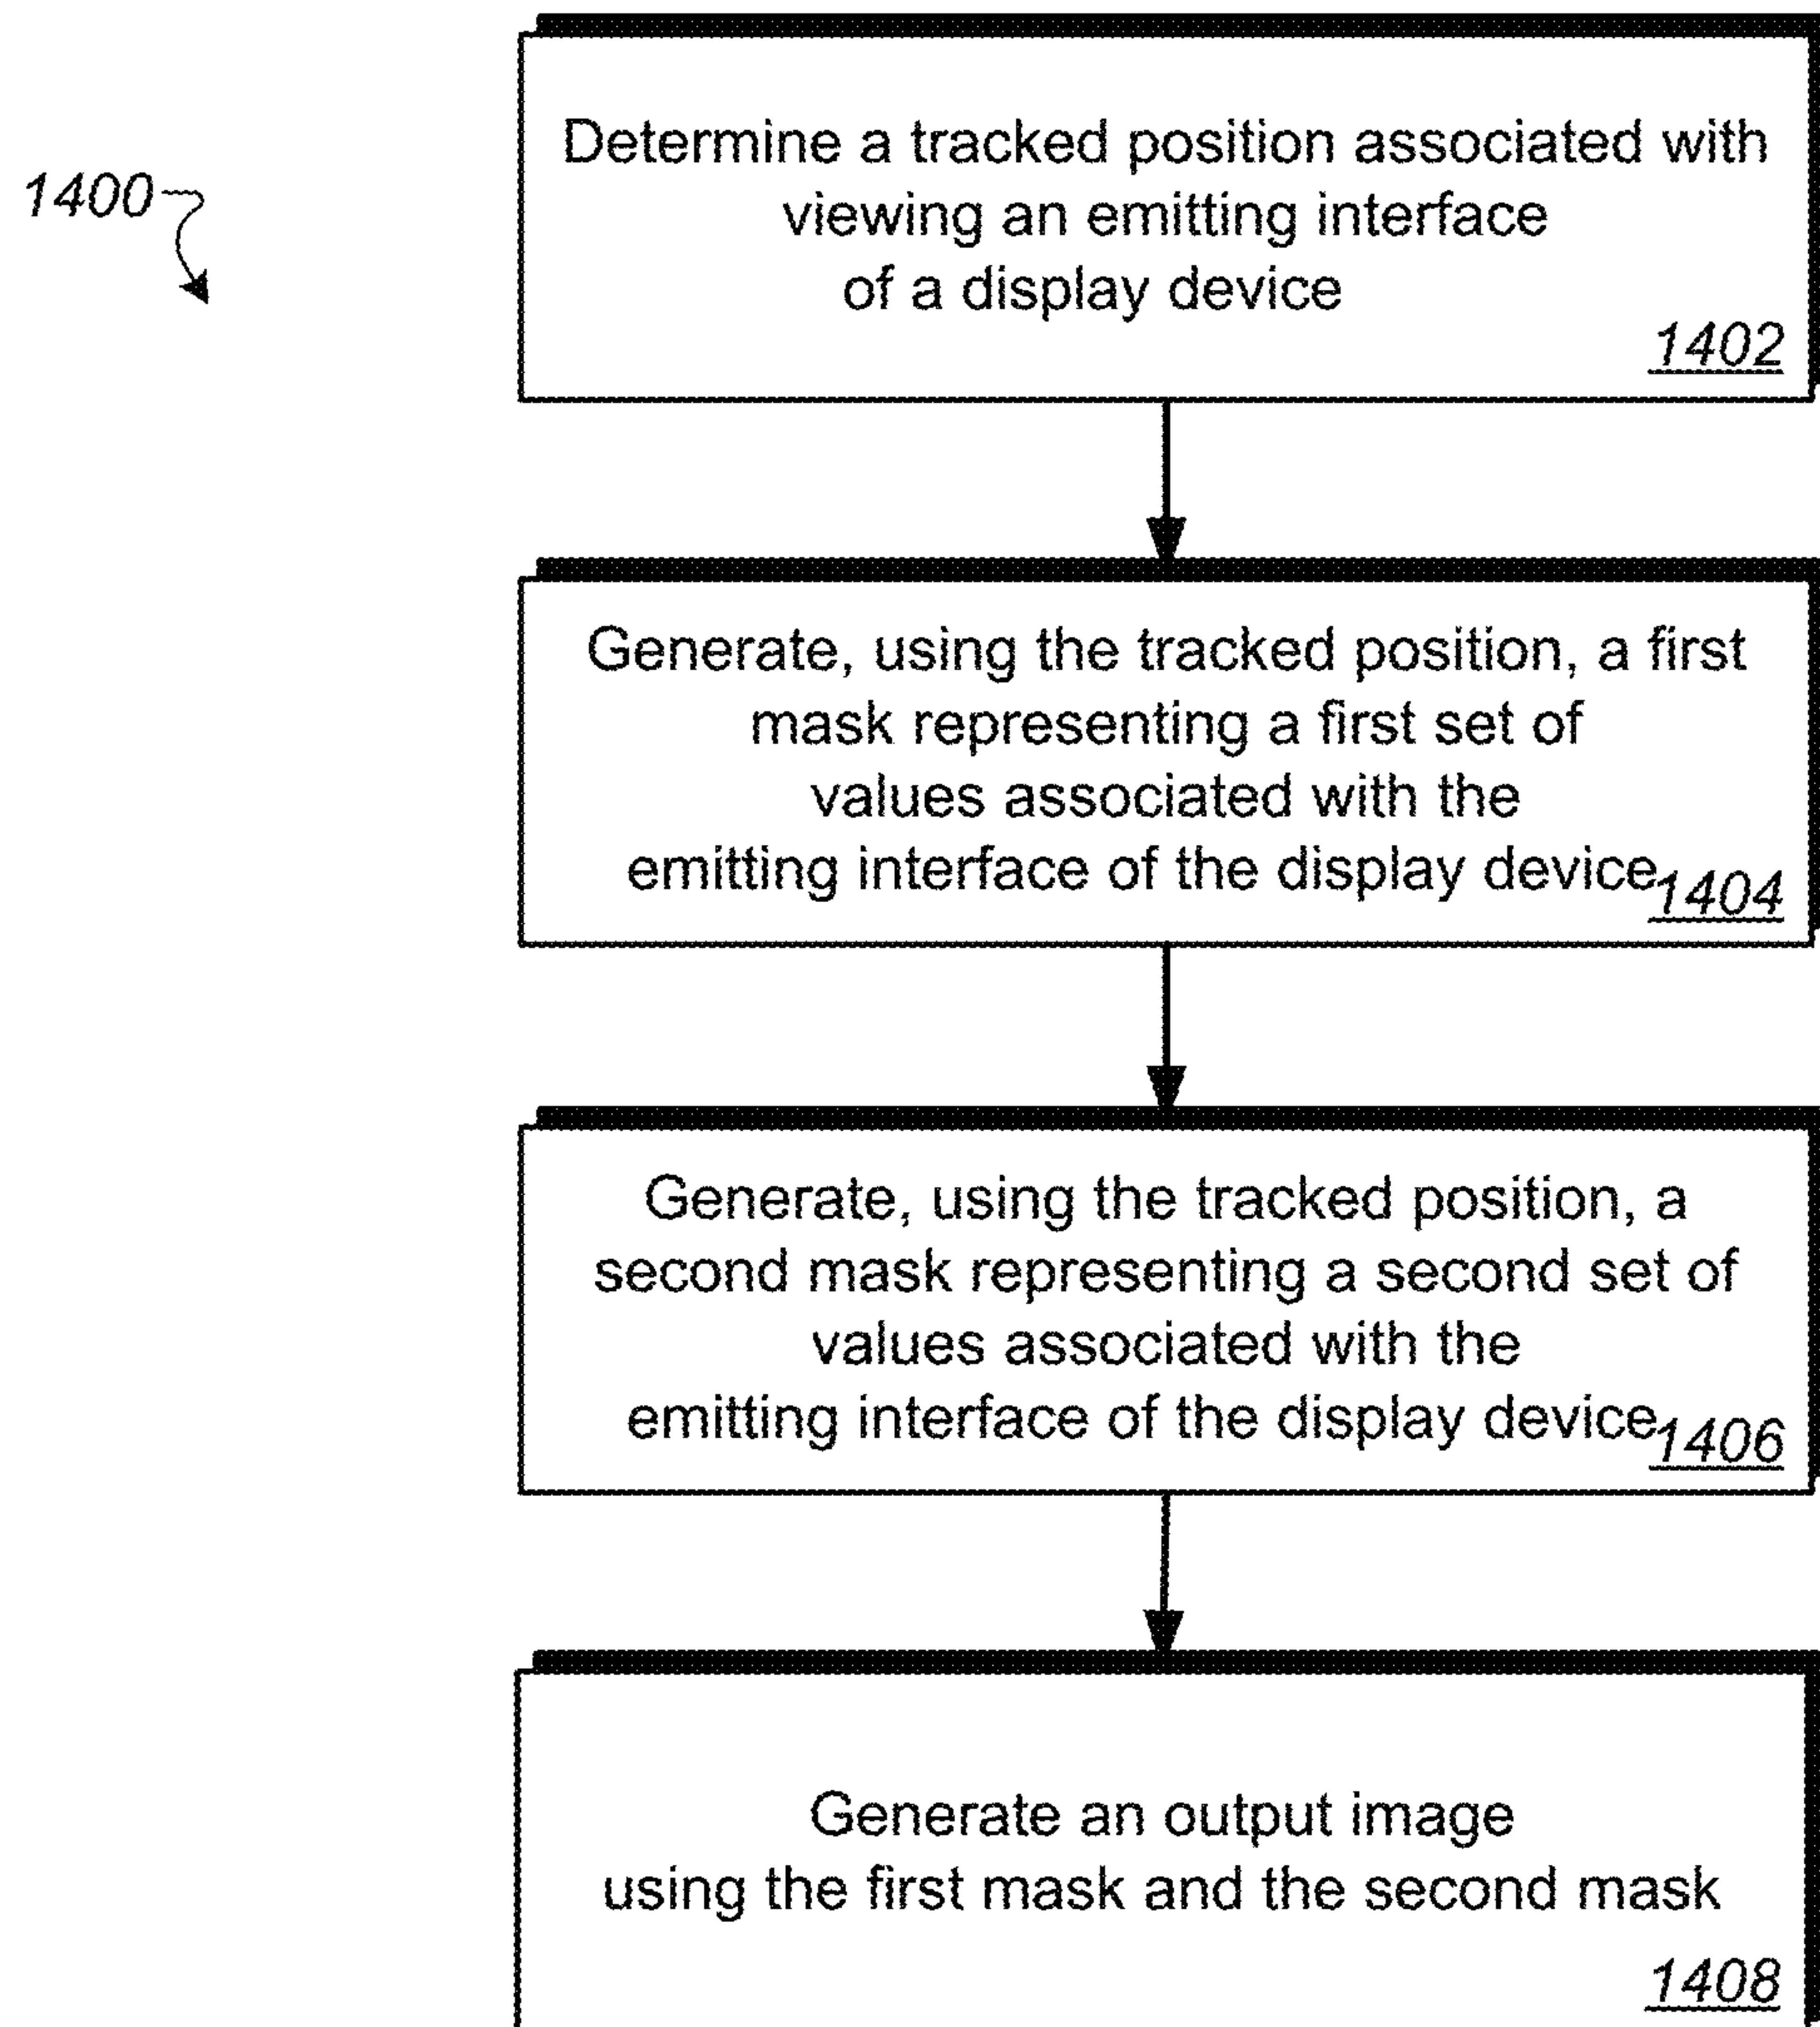 1400
Determine a tracked position associated with
viewing an emitting interface
of a display device
1402
Generate, using the tracked position, a first
mask representing a first set of
values associated with the
emitting interface of the display device
1404
Generate, using the tracked position, a
second mask representing a second set of
values associated with the
emitting interface of the display device
1406
Generate an output image
using the first mask and the second mask
1408